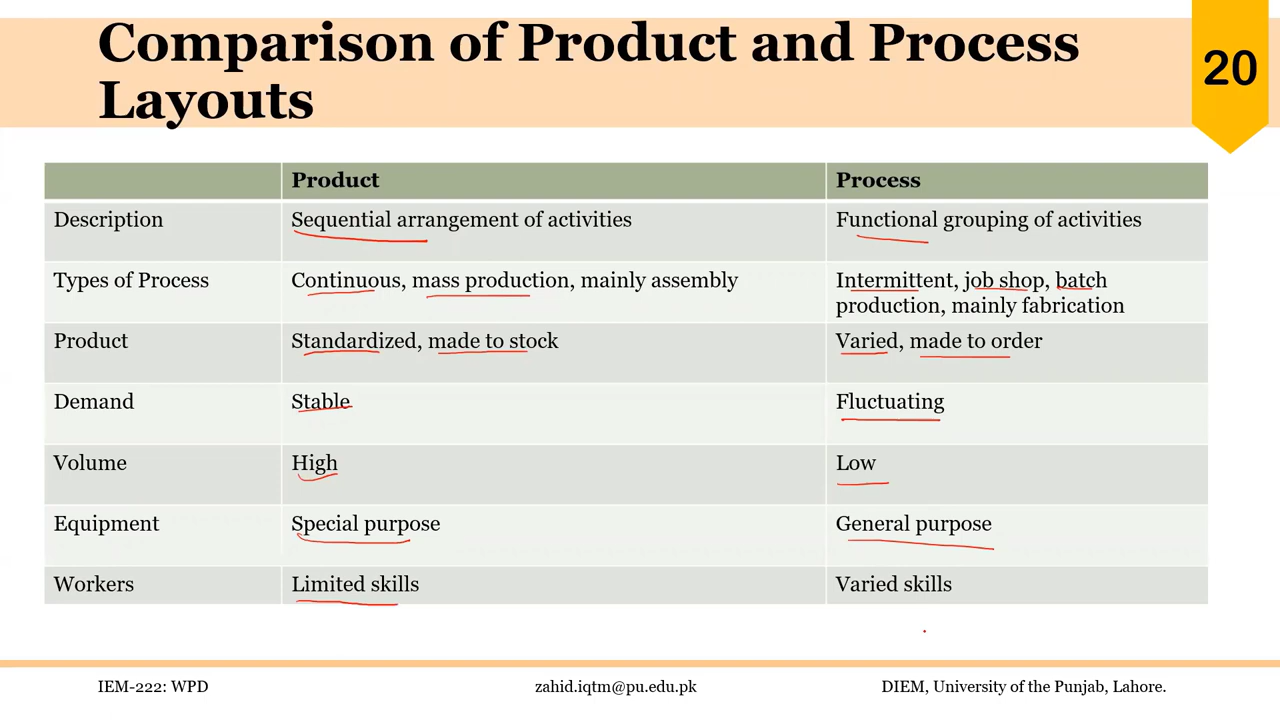 Comparison of Product and Process
Layouts
20
Product Process
Description Sequential arrangement of activities Functional grouping of activities
Types of Process Continuous, mass production, mainly assembly Intermittent, job shop, batch
production, mainly fabrication
Product Standardized, made to stock Varied, made to order
Demand Stable Fluctuating
Volume High Low
Equipment Special purpose General purpose
Workers Limited skills Varied skills
IEM-222: WPD zahid.iqtm@pu.edu.pk DIEM, University of the Punjab, Lahore.